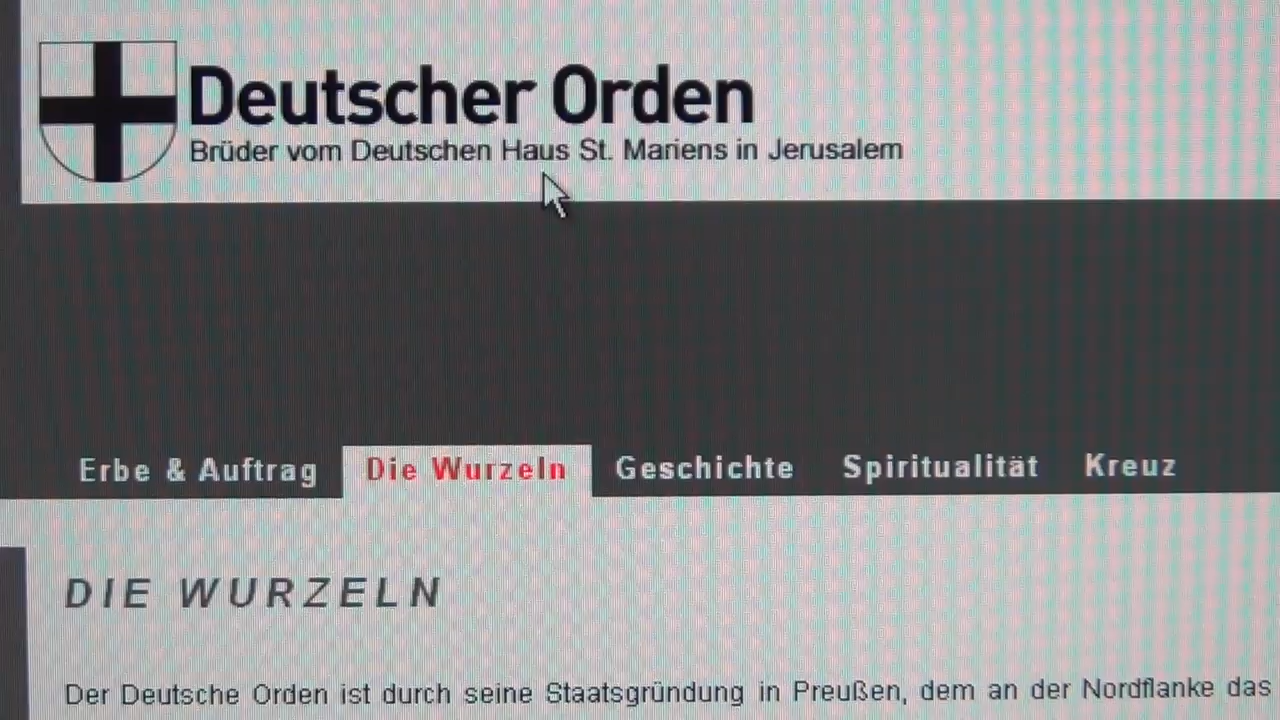 Deutscher Orden
Brüder vom Deutschen Haus St. Mariens in Jerusalem
Erbe & Auftrag Die Wurzeln Geschichte Spiritualität Kreuz
DIE WURZELN
Der Deutsche Orden ist durch seine Staatsgründung in Preußen, dem an der Nordflanke das